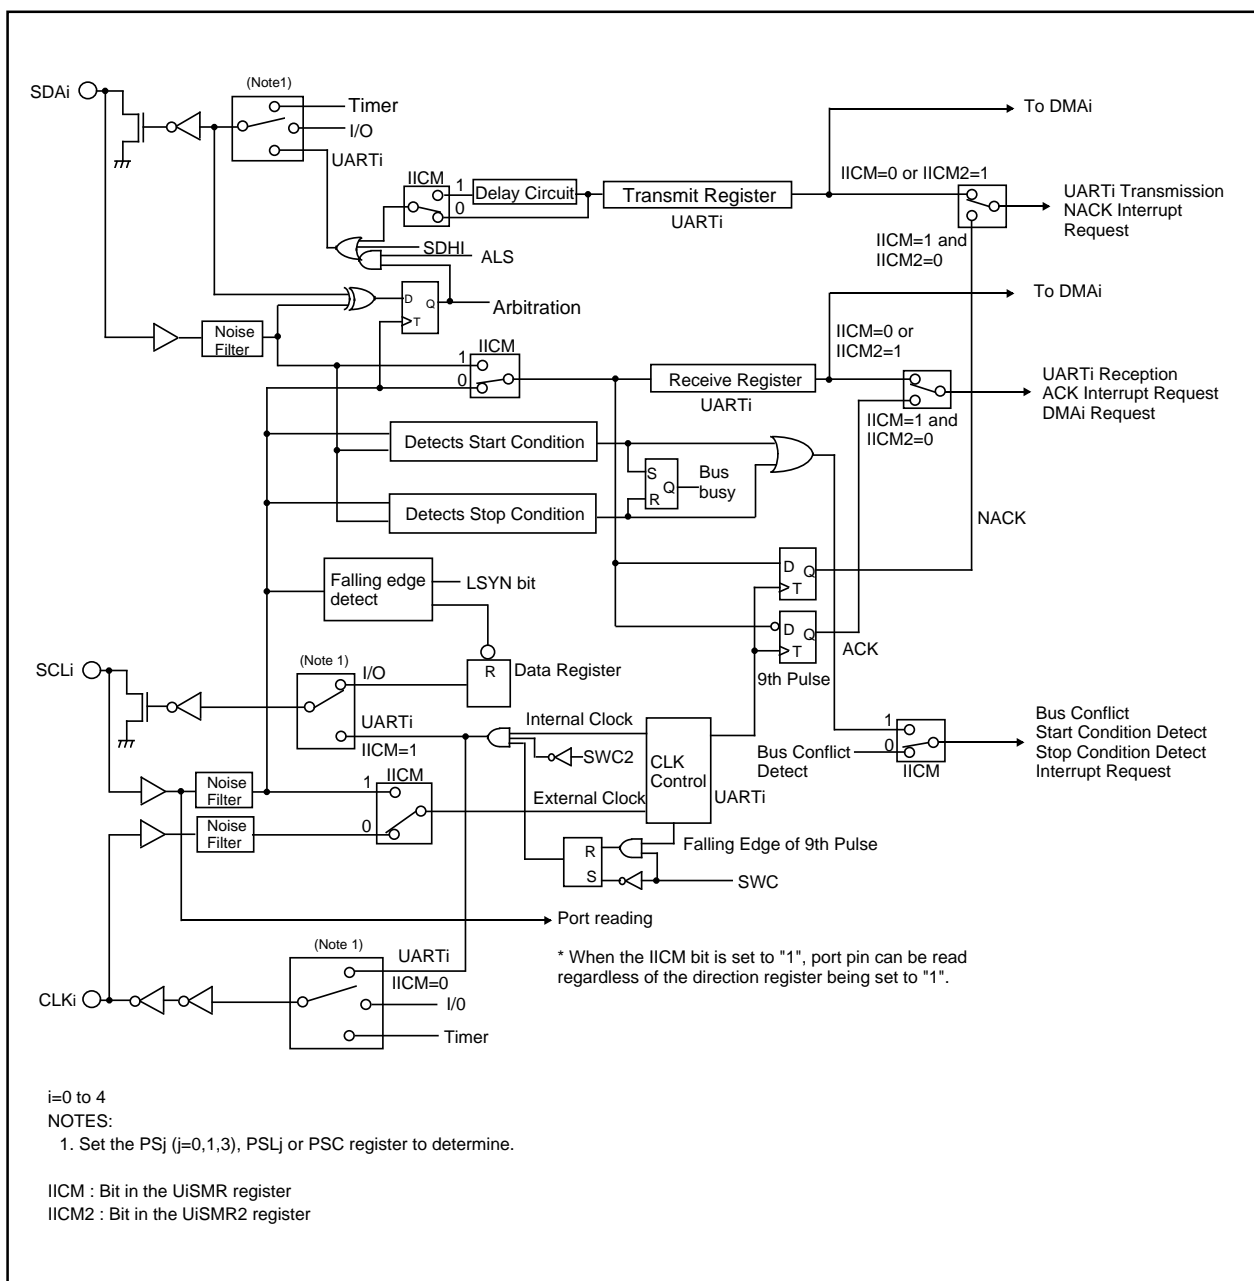 (Note1)
SDAi
Timer
I/O
UARTi
To DMAi
IICM
1
0
Delay Circuit
Transmit Register
UARTi
IICM=0 or IICM2=1
UARTi Transmission
NACK Interrupt
Request
SDHI
ALS
IICM=1 and
IICM2=0
D
Q
T
Arbitration
To DMAi
Noise
Filter
IICM
1
0
Receive Register
UARTi
IICM=0 or
IICM2=1
UARTi Reception
ACK Interrupt Request
DMAi Request
IICM=1 and
IICM2=0
Detects Start Condition
S
R
Q
Bus
busy
Detects Stop Condition
NACK
Falling edge
detect
LSYN bit
D
Q
T
D
Q
T
ACK
9th Pulse
SCLi
(Note 1)
I/O
R
Data Register
UARTi
IICM=1
Internal Clock
SWC2
CLK
Control
UARTi
Bus Conflict
Detect
1
0
IICM
Bus Conflict
Start Condition Detect
Stop Condition Detect
Interrupt Request
Noise
Filter
1
IICM
External Clock
Noise
Filter
0
R
S
Falling Edge of 9th Pulse
SWC
Port reading
(Note 1)
UARTi
IICM=0
* When the IICM bit is set to "1", port pin can be read
regardless of the direction register being set to "1".
CLKi
I/0
Timer
i=0 to 4
NOTES:
1. Set the PSj (j=0,1,3), PSLj or PSC register to determine.
IICM : Bit in the UiSMR register
IICM2 : Bit in the UiSMR2 register